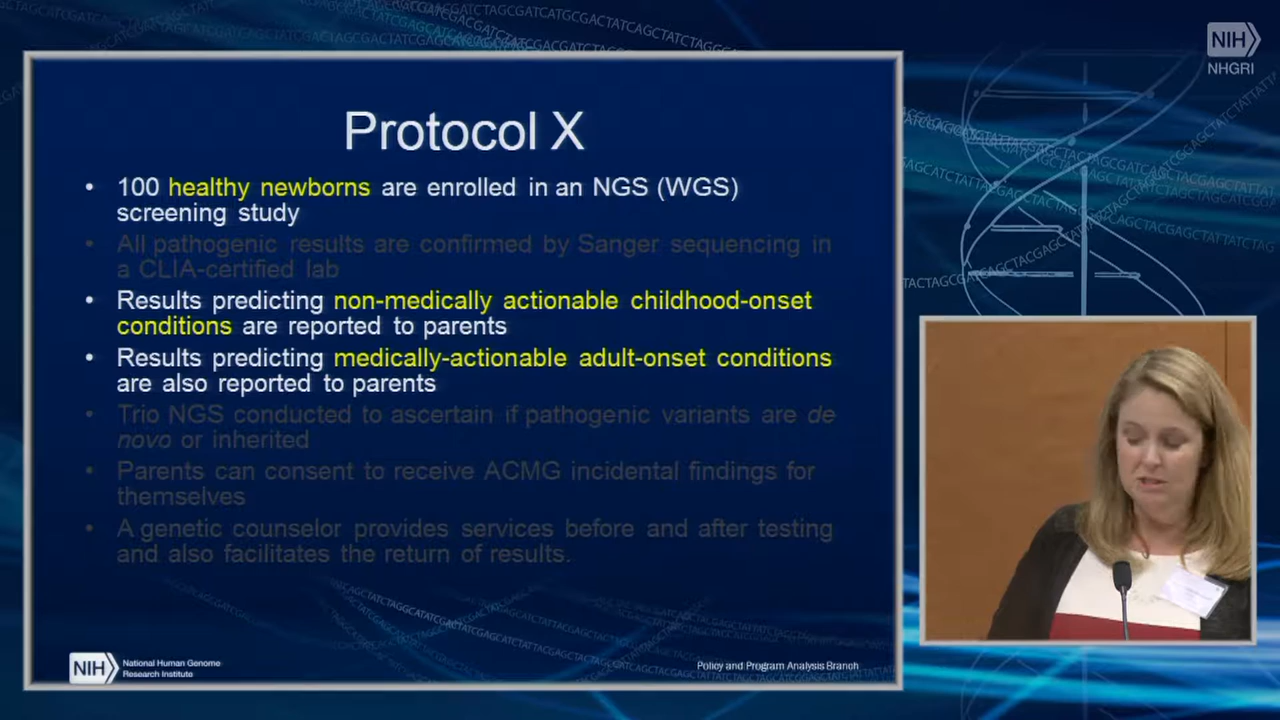 NIH
NHGRI
Protocol X
• 100 healthy newborns are enrolled in an NGS (WGS)
screening study
• All pathogenic results are confirmed by Sanger sequencing in
a CLIA-certified lab
• Results predicting non-medically actionable childhood-onset
conditions are reported to parents
• Results predicting medically-actionable adult-onset conditions
are also reported to parents
• Trio NGS conducted to ascertain if pathogenic variants are de
novo or inherited
• Parents can consent to receive ACMG incidental findings for
themselves
• A genetic counselor provides services before and after testing
and also facilitates the return of results.
NIH
National Human Genome
Research Institute
Policy and Program Analysis Branch